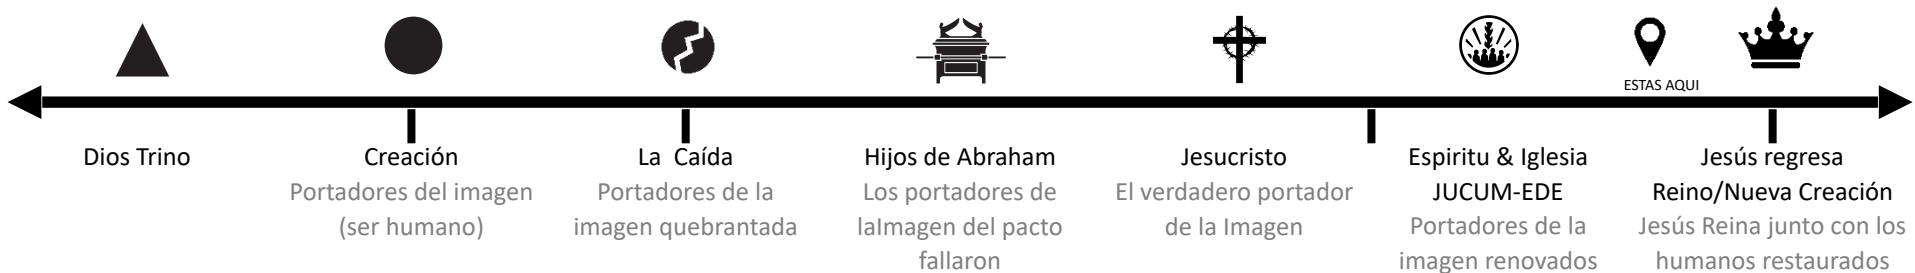 ESTAS AQUI
Dios Trino
Creación
Portadores del imagen
(ser humano)
La Caída
Portadores de la
imagen quebrantada
Hijos de Abraham
Los portadores de
laImagen del pacto
fallaron
Jesucristo
El verdadero portador
de la Imagen
Espiritu & Iglesia
JUCUM-EDE
Portadores de la
imagen renovados
Jesús regresa
Reino/Nueva Creación
Jesús Reina junto con los
humanos restaurados